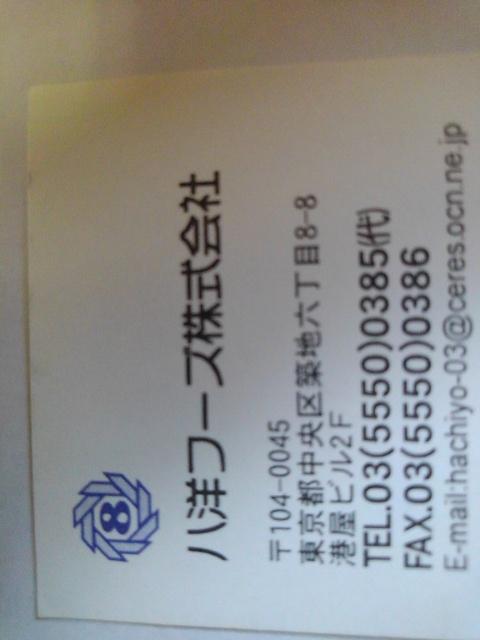 8
八洋フーズ株式会社
〒104-0045
東京都中央区築地六丁目8-8
港屋ビル2F
TEL.03(5550)0385(代)
FAX.03(5550)0386
E-mail:hachiyo-03@ceres.ocn.ne.jp